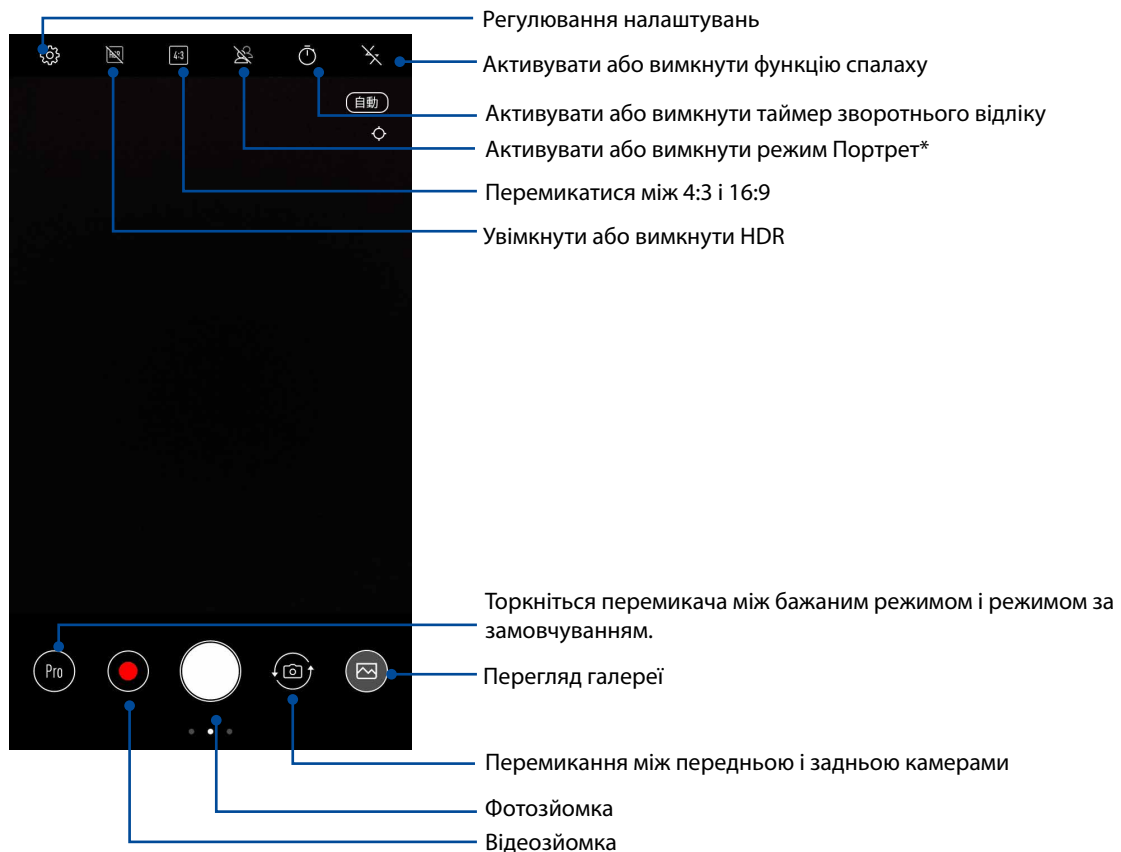 Регулювання налаштувань
Активувати або вимкнути функцію спалаху
Активувати або вимкнути таймер зворотнього відліку
Активувати або вимкнути режим Портрет*
Перемикатися між 4:3 і 16:9
Увімкнути або вимкнути HDR
HDR
4:3
自動
Торкніться перемикача між бажаним режимом і режимом за
замовчуванням.
Pro
Перегляд галереї
Перемикання між передньою і задньою камерами
Фотозйомка
Відеозйомка